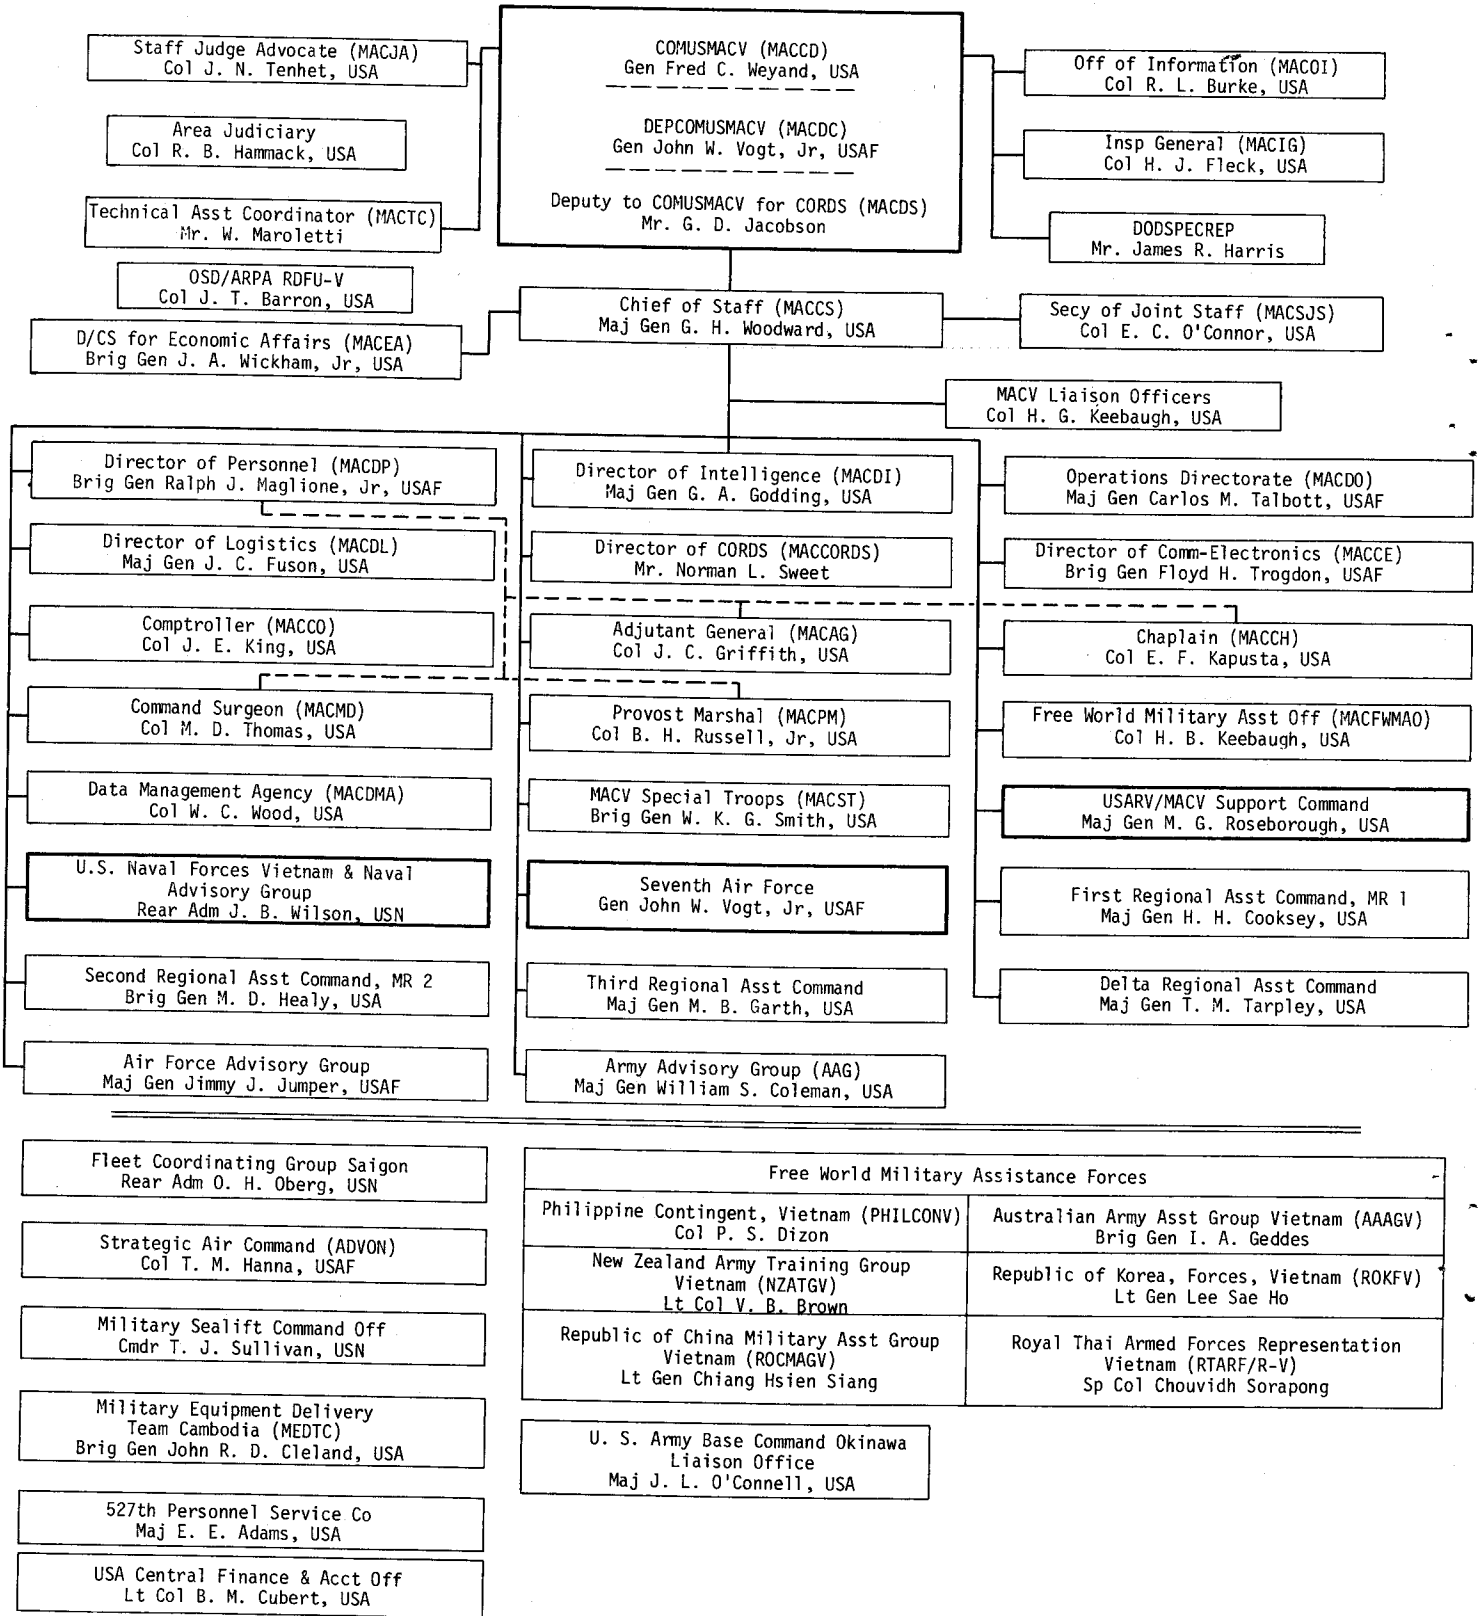 COMUSMACV (MACCD)
Gen Fred C. Weyand, USA
DEPCOMUSMACV (MACDC)
Gen John W. Vogt, Jr, USAF
Deputy to COMUSMACV for CORDS (MACDS)
Mr. G. D. Jacobson
Staff Judge Advocate (MACJA)
Col J. N. Tenhet, USA
Area Judiciary
Col R. B. Hammack, USA
Technical Asst Coordinator (MACTC)
Mr. W. Maroletti
OSD/ARPA RDFU-V
Col J. T. Barron, USA
D/CS for Economic Affairs (MACEA)
Brig Gen J. A. Wickham, Jr, USA
Off of Information (MACOI)
Col R. L. Burke, USA
Insp General (MACIG)
Col H. J. Fleck, USA
DODSPECREP
Mr. James R. Harris
Chief of Staff (MACCS)
Maj Gen G. H. Woodward, USA
Secy of Joint Staff (MACSJS)
Col E. C. O'Connor, USA
MACV Liaison Officers
Col H. G. Keebaugh, USA
Director of Personnel (MACDP)
Brig Gen Ralph J. Maglione, Jr, USAF
Director of Intelligence (MACDI)
Maj Gen G. A. Godding, USA
Operations Directorate (MACDO)
Maj Gen Carlos M. Talbott, USAF
Director of Logistics (MACDL)
Maj Gen J. C. Fuson, USA
Director of CORDS (MACCORDS)
Mr. Norman L. Sweet
Director of Comm-Electronics (MACCE)
Brig Gen Floyd H. Trogdon, USAF
Comptroller (MACCO)
Col J. E. King, USA
Adjutant General (MACAG)
Col J. C. Griffith, USA
Chaplain (MACCH)
Col E. F. Kapusta, USA
Command Surgeon (MACMD)
Col M. D. Thomas, USA
Provost Marshal (MACPM)
Col B. H. Russell, Jr, USA
Free World Military Asst Off (MACFWMAO)
Col H. B. Keebaugh, USA
Data Management Agency (MACDMA)
Col W. C. Wood, USA
MACV Special Troops (MACST)
Brig Gen W. K. G. Smith, USA
USARV/MACV Support Command
Maj Gen M. G. Roseborough, USA
U.S. Naval Forces Vietnam & Naval
Advisory Group
Rear Adm J. B. Wilson, USN
Seventh Air Force
Gen John W. Vogt, Jr, USAF
First Regional Asst Command, MR 1
Maj Gen H. H. Cooksey, USA
Second Regional Asst Command, MR 2
Brig Gen M. D. Healy, USA
Third Regional Asst Command
Maj Gen M. B. Garth, USA
Delta Regional Asst Command
Maj Gen T. M. Tarpley, USA
Air Force Advisory Group
Maj Gen Jimmy J. Jumper, USAF
Army Advisory Group (AAG)
Maj Gen William S. Coleman, USA
Fleet Coordinating Group Saigon
Rear Adm O. H. Oberg, USN
Strategic Air Command (ADVON)
Col T. M. Hanna, USAF
Military Sealift Command Off
Cmdr T. J. Sullivan, USN
Military Equipment Delivery
Team Cambodia (MEDTC)
Brig Gen John R. D. Cleland, USA
527th Personnel Service Co
Maj E. E. Adams, USA
USA Central Finance & Acct Off
Lt Col B. M. Cubert, USA
Free World Military Assistance Forces
Philippine Contingent, Vietnam (PHILCONV)
Col P. S. Dizon
Australian Army Asst Group Vietnam (AAAGV)
Brig Gen I. A. Geddes
New Zealand Army Training Group
Vietnam (NZATGV)
Lt Col V. B. Brown
Republic of Korea, Forces, Vietnam (ROKFV)
Lt Gen Lee Sae Ho
Republic of China Military Asst Group
Vietnam (ROCMAGV)
Lt Gen Chiang Hsien Siang
Royal Thai Armed Forces Representation
Vietnam (RTARF/R-V)
Sp Col Chouvidh Sorapong
U. S. Army Base Command Okinawa
Liaison Office
Maj J. L. O'Connell, USA